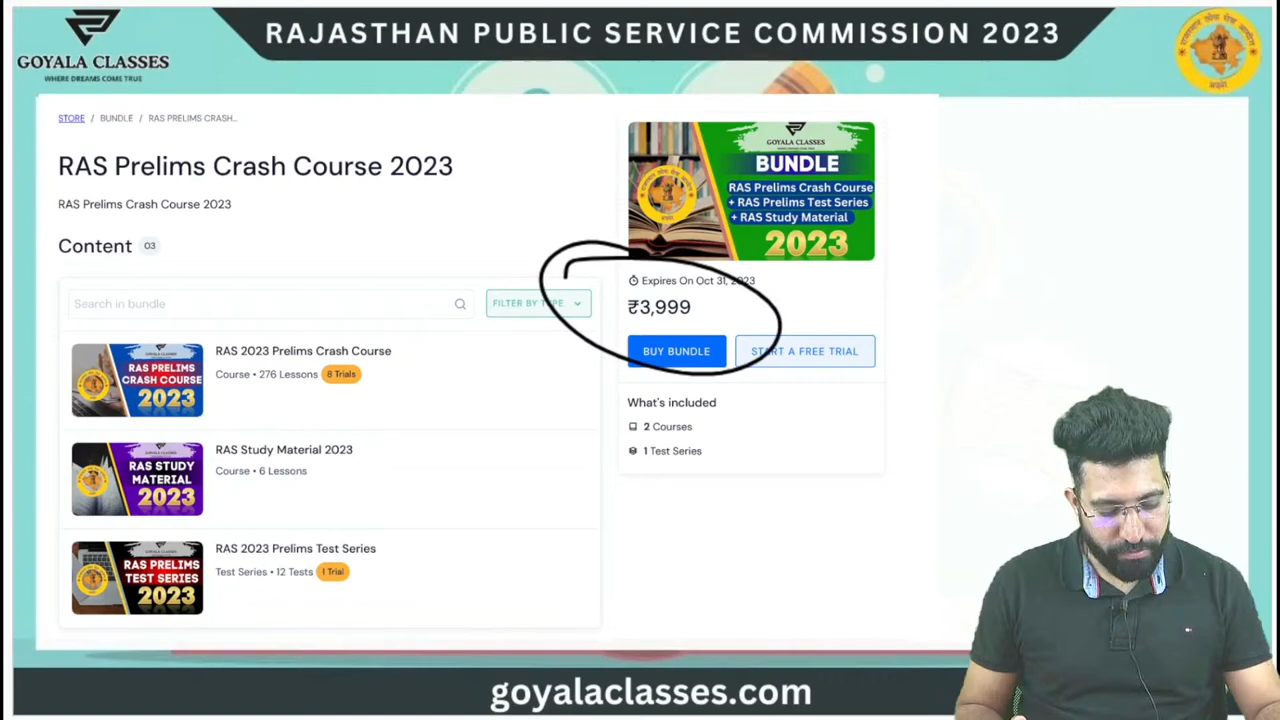 RAJASTHAN PUBLIC SERVICE COMMISSION 2023
GOYALA CLASSES
WHERE DREAMS COME TRUE
STORE / BUNDLE / RAS PRELIMS CRASH...
RAS Prelims Crash Course 2023
RAS Prelims Crash Course 2023
Content 03
Search in bundle
FILTER BY TYPE
RAS 2023 Prelims Crash Course
Course • 276 Lessons 8 Trials
RAS PRELIMS
CRASH COURSE
2023
RAS Study Material 2023
Course • 6 Lessons
RAS STUDY
MATERIAL
2023
RAS 2023 Prelims Test Series
Test Series • 12 Tests 1 Trial
RAS PRELIMS
TEST SERIES
2023
GOYALA CLASSES
BUNDLE
RAS Prelims Crash Course
+ RAS Prelims Test Series
+ RAS Study Material
2023
Expires On Oct 31, 2023
₹3,999
BUY BUNDLE
START A FREE TRIAL
What's included
2 Courses
1 Test Series
goyalaclasses.com